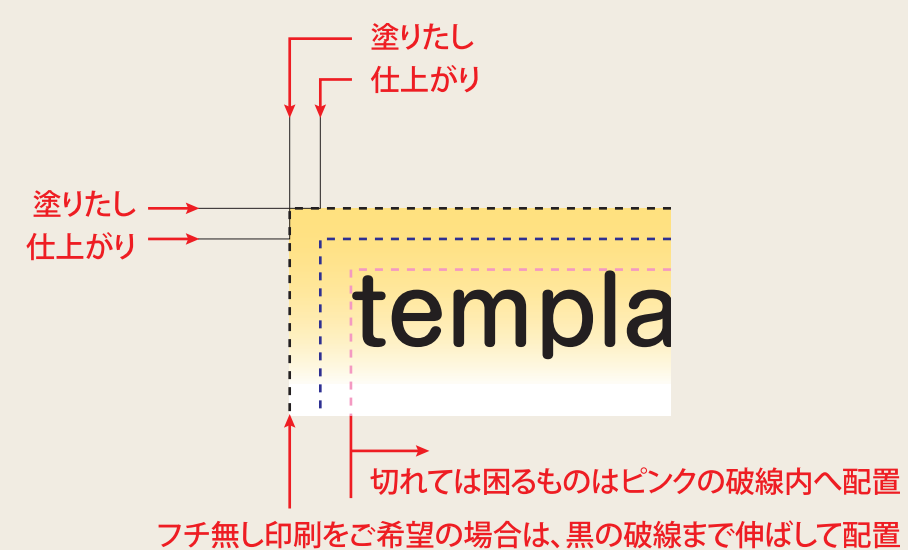 塗りたし
仕上がり
塗りたし
仕上がり
templa
切れては困るものはピンクの破線内へ配置
フチ無し印刷をご希望の場合は、黒の破線まで伸ばして配置